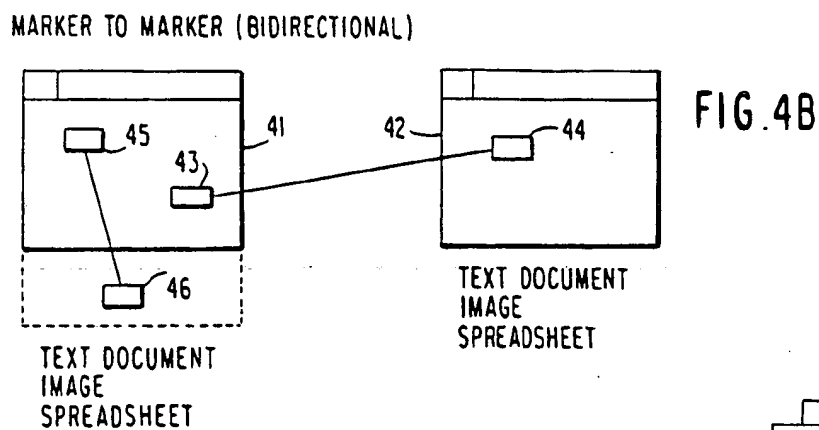 MARKER TO MARKER (BIDIRECTIONAL)
45
41
42
44
FIG.4B
43
46
TEXT DOCUMENT
IMAGE
SPREADSHEET
TEXT DOCUMENT
IMAGE
SPREADSHEET